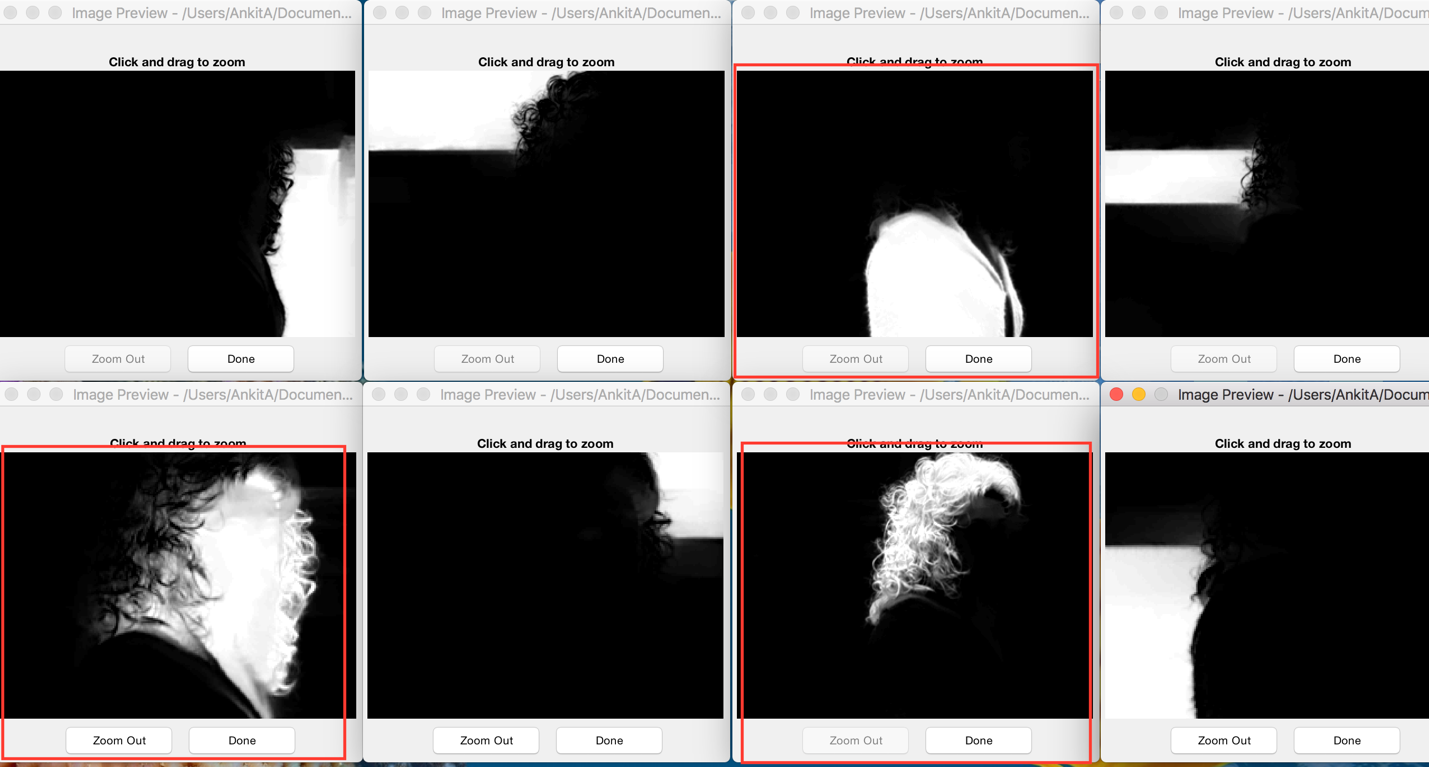 Image Preview - /Users/AnkitA/Documen...
Image Preview - /Users/AnkitA/Documen...
Image Preview - /Users/AnkitA/Documen...
Image Preview - /Users/AnkitA/Docum
Click and drag to zoom
Click and drag to zoom
Click and drag to zoom
Click and drag to zoom
Zoom Out
Done
Zoom Out
Done
Zoom Out
Done
Zoom Out
Done
Image Preview - /Users/AnkitA/Documen...
Image Preview - /Users/AnkitA/Documen...
Image Preview - /Users/AnkitA/Documen...
Image Preview - /Users/AnkitA/Docum
Click and drag to zoom
Click and drag to zoom
Click and drag to zoom
Click and drag to zoom
Zoom Out
Done
Zoom Out
Done
Zoom Out
Done
Zoom Out
Done